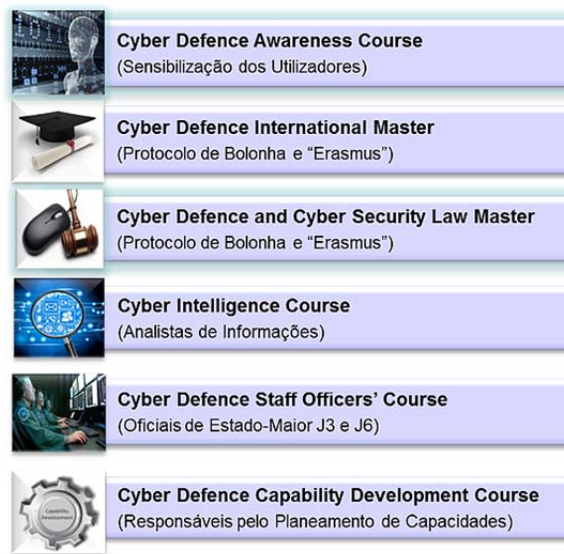 Cyber Defence Awareness Course
(Sensibilização dos Utilizadores)
Cyber Defence International Master
(Protocolo de Bolonha e “Erasmus”)
Cyber Defence and Cyber Security Law Master
(Protocolo de Bolonha e “Erasmus”)
Cyber Intelligence Course
(Analistas de Informações)
Cyber Defence Staff Officers’ Course
(Oficiais de Estado-Maior J3 e J6)
Capability
Development
Cyber Defence Capability Development Course
(Responsáveis pelo Planeamento de Capacidades)